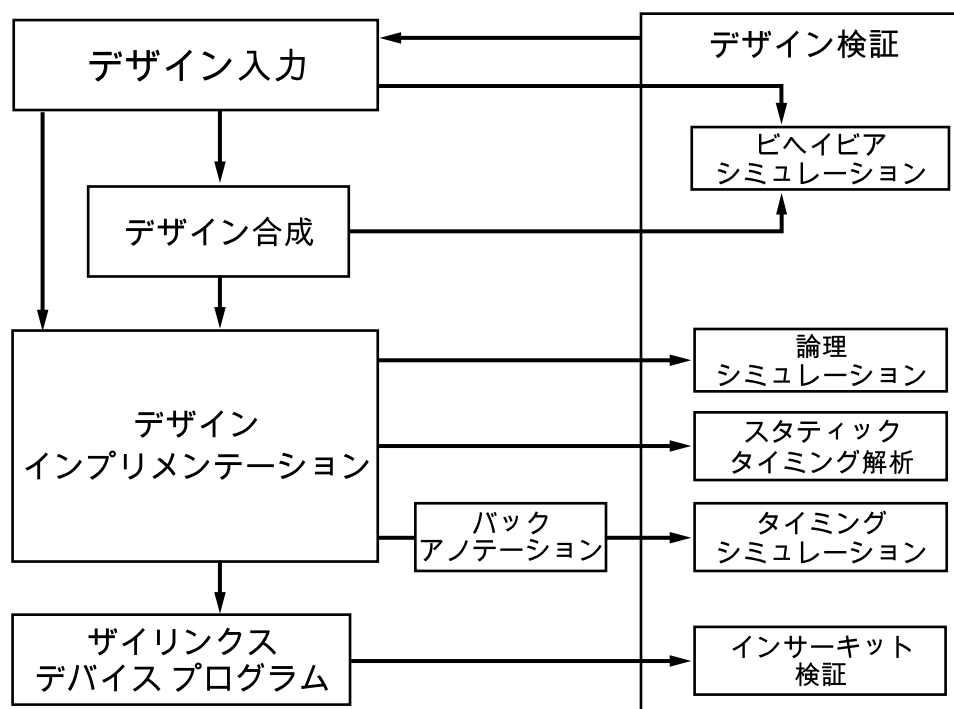 デザイン入力
デザイン検証
ビヘイビア
シミュレーション
デザイン合成
論理
シミュレーション
デザイン
インプリメンテーション
スタティック
タイミング解析
バック
アノテーション
タイミング
シミュレーション
ザイリンクス
デバイス プログラム
インサーキット
検証